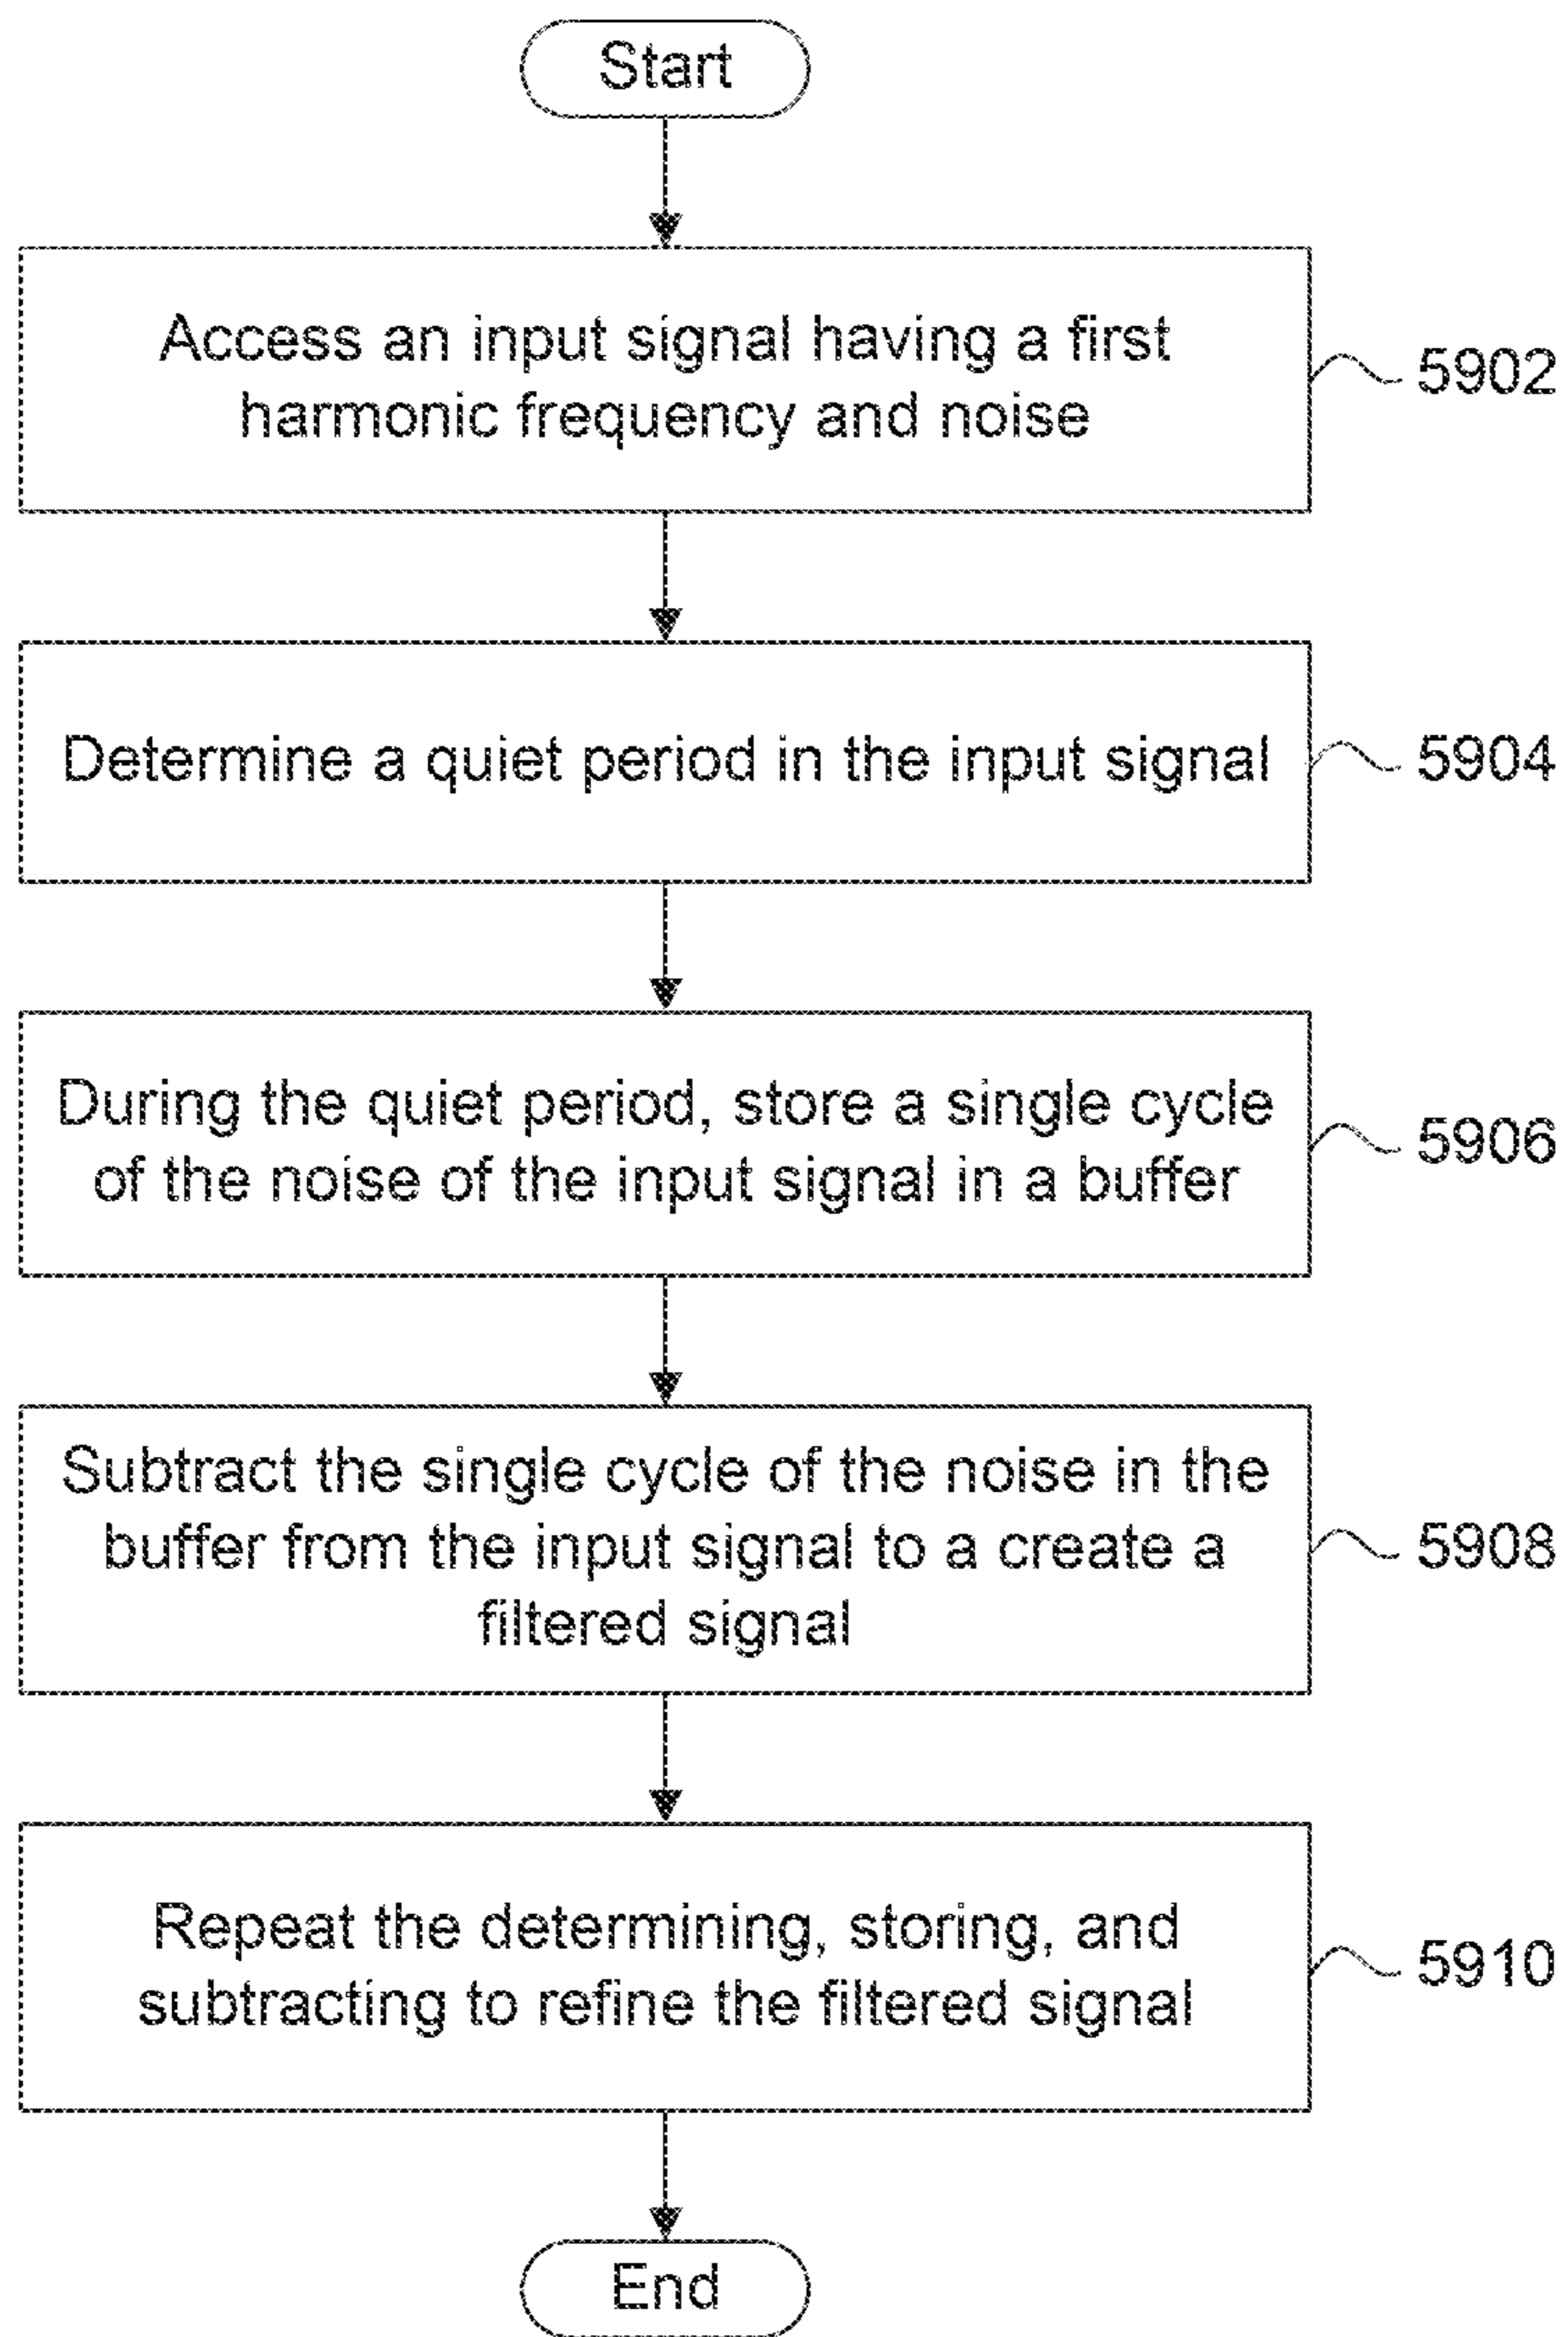 Start
Access an input signal having a first
harmonic frequency and noise
5902
Determine a quiet period in the input signal
5904
During the quiet period, store a single cycle
of the noise of the input signal in a buffer
5906
Subtract the single cycle of the noise in the
buffer from the input signal to a create a
filtered signal
5908
Repeat the determining, storing, and
subtracting to refine the filtered signal
5910
End